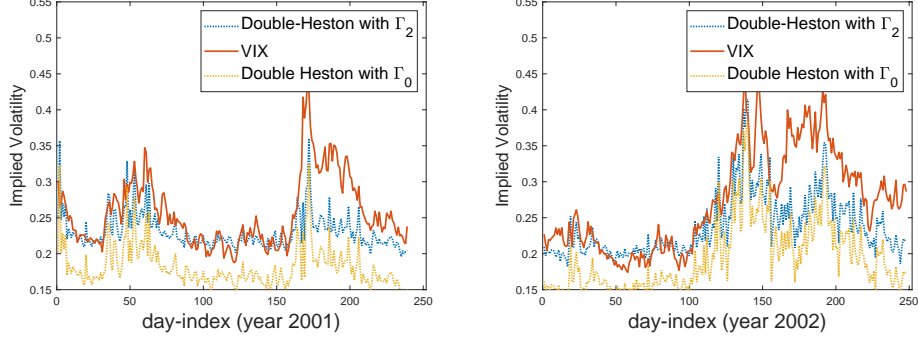 0.55
0.5
0.45
0.4
0.35
0.3
0.25
0.2
0.15
Implied Volatility
Double-Heston with Γ2
VIX
Double Heston with Γ0
0 50 100 150 200 250
day-index (year 2001)
0.55
0.5
0.45
0.4
0.35
0.3
0.25
0.2
0.15
Implied Volatility
Double-Heston with Γ2
VIX
Double Heston with Γ0
0 50 100 150 200 250
day-index (year 2002)